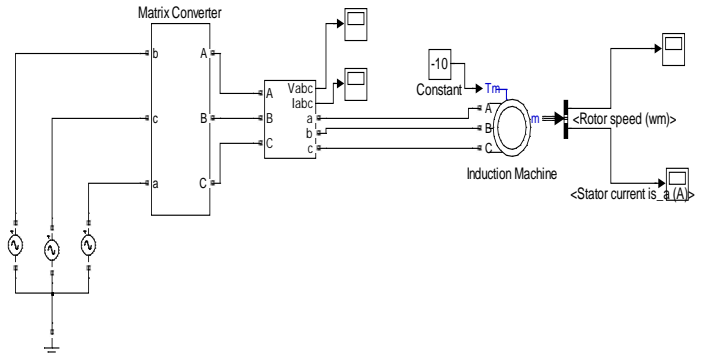 Matrix Converter
b
A
c
B
a
C
A
B
C
Vabc
Iabc
a
b
c
-10
Constant
Tm
A
B
C
m
Induction Machine
<Rotor speed (wm)>
<Stator current is_a (A)>